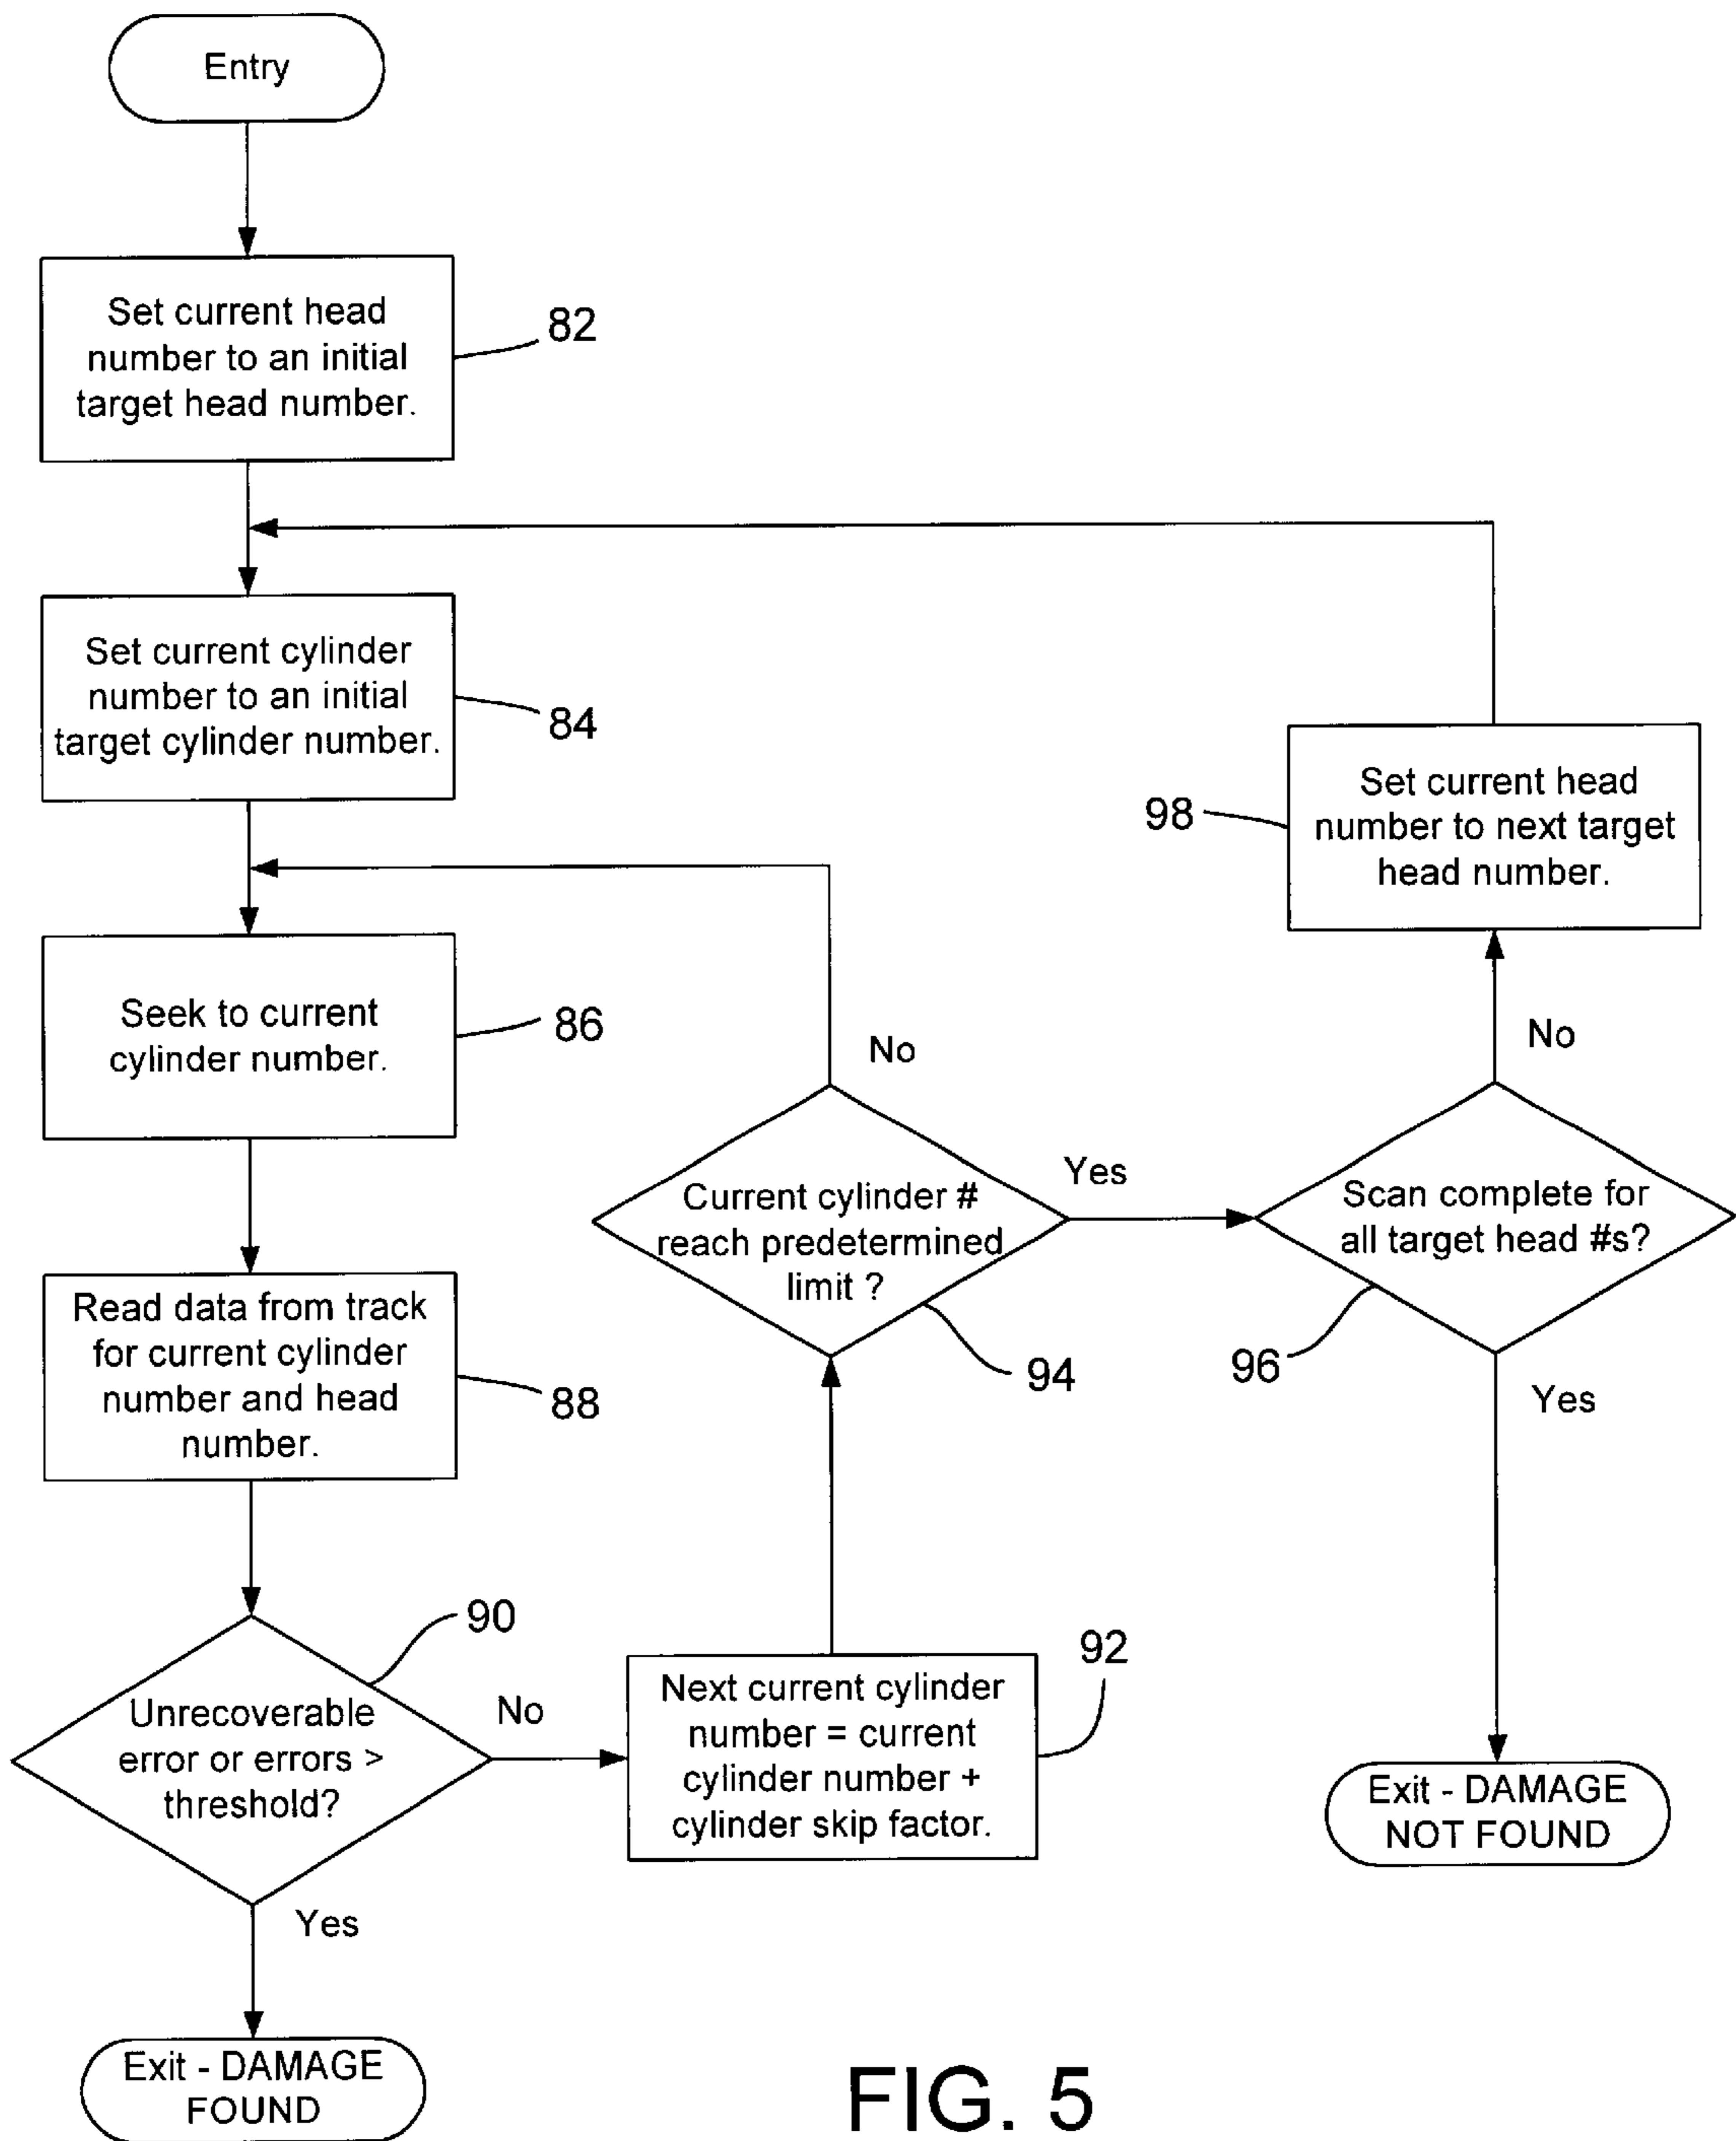 Entry
Set current head
number to an initial
target head number.
82
Set current cylinder
number to an initial
target cylinder number.
84
Set current head
number to next target
head number.
98
Seek to current
cylinder number.
86
No
No
Current cylinder #
reach predetermined
limit ?
94
Yes
Scan complete for
all target head #s?
96
Yes
Read data from track
for current cylinder
number and head
number.
88
Unrecoverable
error or errors >
threshold?
90
No
Next current cylinder
number = current
cylinder number +
cylinder skip factor.
92
Exit - DAMAGE
NOT FOUND
Yes
Exit - DAMAGE
FOUND
FIG. 5